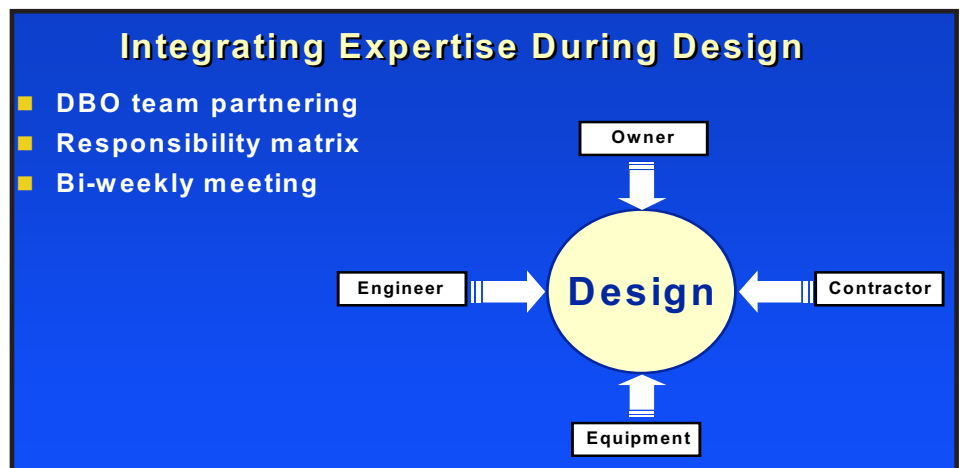 Integrating Expertise During Design
DBO team partnering
Responsibility matrix
Bi-weekly meeting
Owner
Engineer
Design
Contractor
Equipment